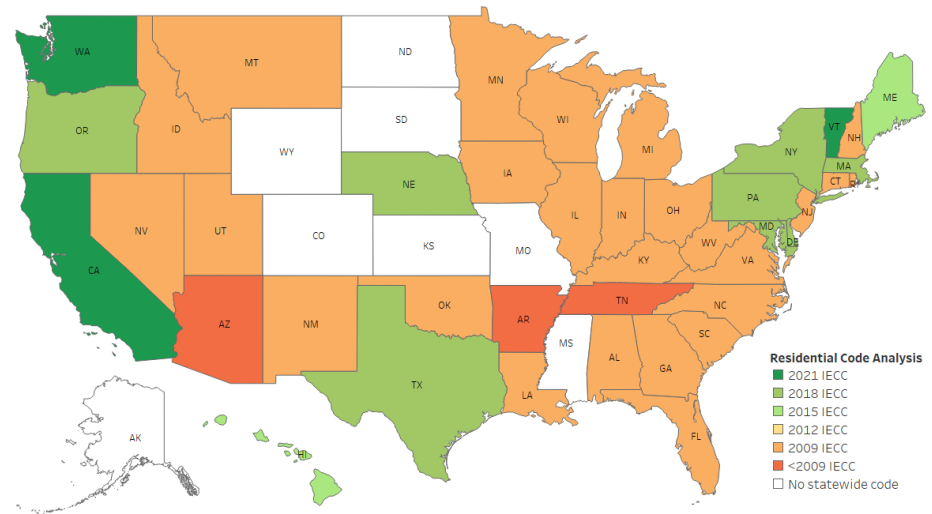 WA
MT
ND
MN
ME
OR
ID
SD
WI
VT
NH
WY
MI
NY
MA
NE
IA
CT
RI
PA
NV
UT
CO
KS
MO
IL
IN
OH
NJ
MD
DE
CA
WV
VA
KY
AZ
NM
OK
AR
TN
NC
SC
MS
AL
GA
TX
LA
FL
AK
HI
Residential Code Analysis
2021 IECC
2018 IECC
2015 IECC
2012 IECC
2009 IECC
<2009 IECC
No statewide code